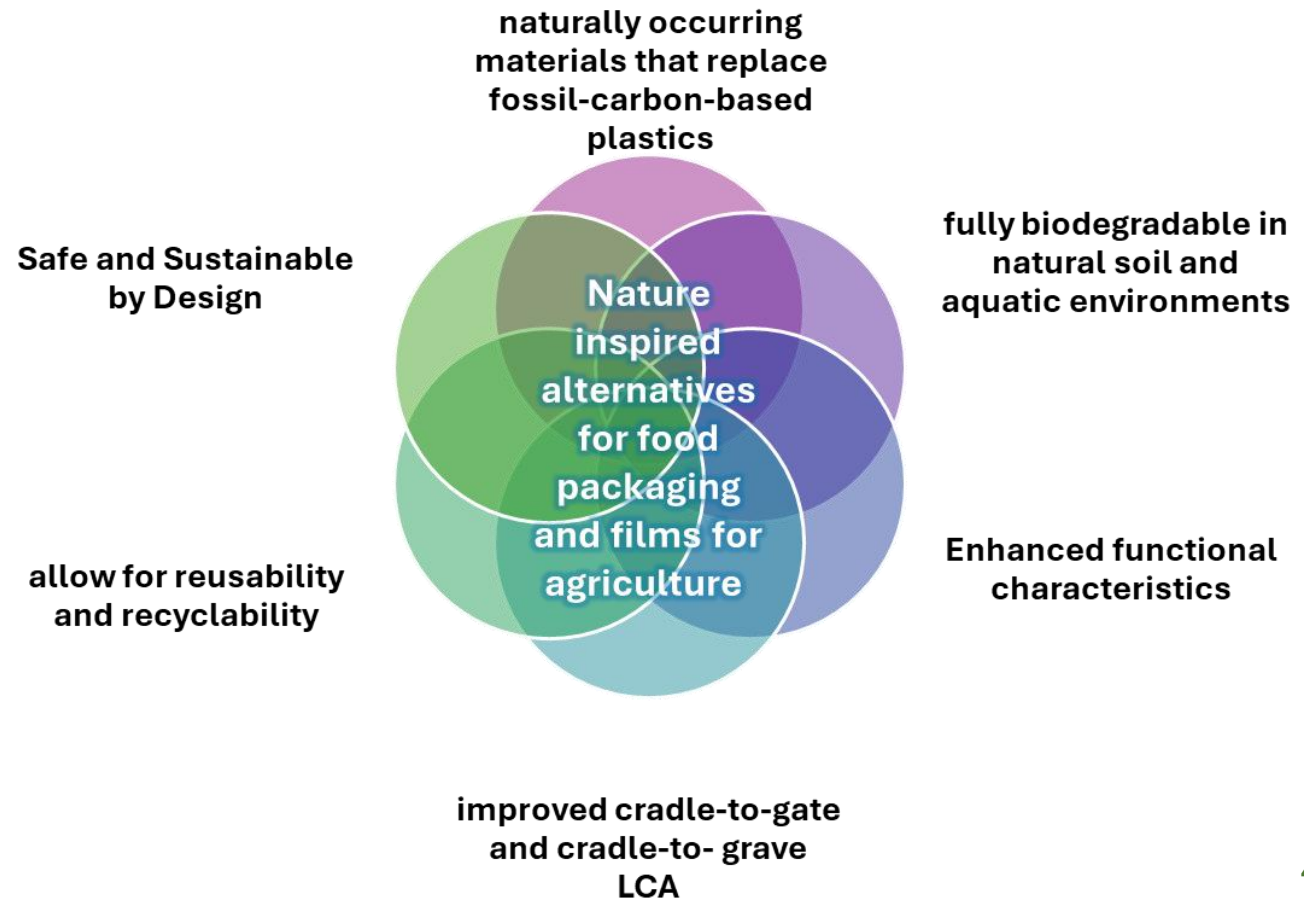 naturally occurring
materials that replace
fossil-carbon-based
plastics
Safe and Sustainable
by Design
fully biodegradable in
natural soil and
aquatic environments
Nature
inspired
alternatives
for food
packaging
and films for
agriculture
allow for reusability
and recyclability
Enhanced functional
characteristics
improved cradle-to-gate
and cradle-to- grave
LCA